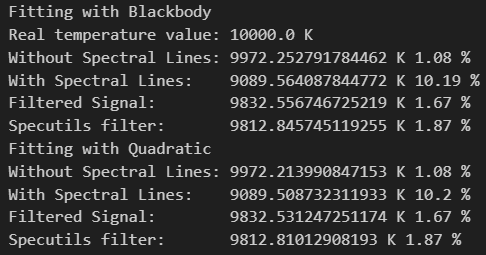 Fitting with Blackbody
Real temperature value: 10000.0 K
Without Spectral Lines: 9972.252791784462 K 1.08 %
With Spectral Lines: 9089.564087844772 K 10.19 %
Filtered Signal: 9832.556746725219 K 1.67 %
Specutils filter: 9812.845745119255 K 1.87 %
Fitting with Quadratic
Without Spectral Lines: 9972.213990847153 K 1.08 %
With Spectral Lines: 9089.508732311933 K 10.2 %
Filtered Signal: 9832.531247251174 K 1.67 %
Specutils filter: 9812.81012908193 K 1.87 %